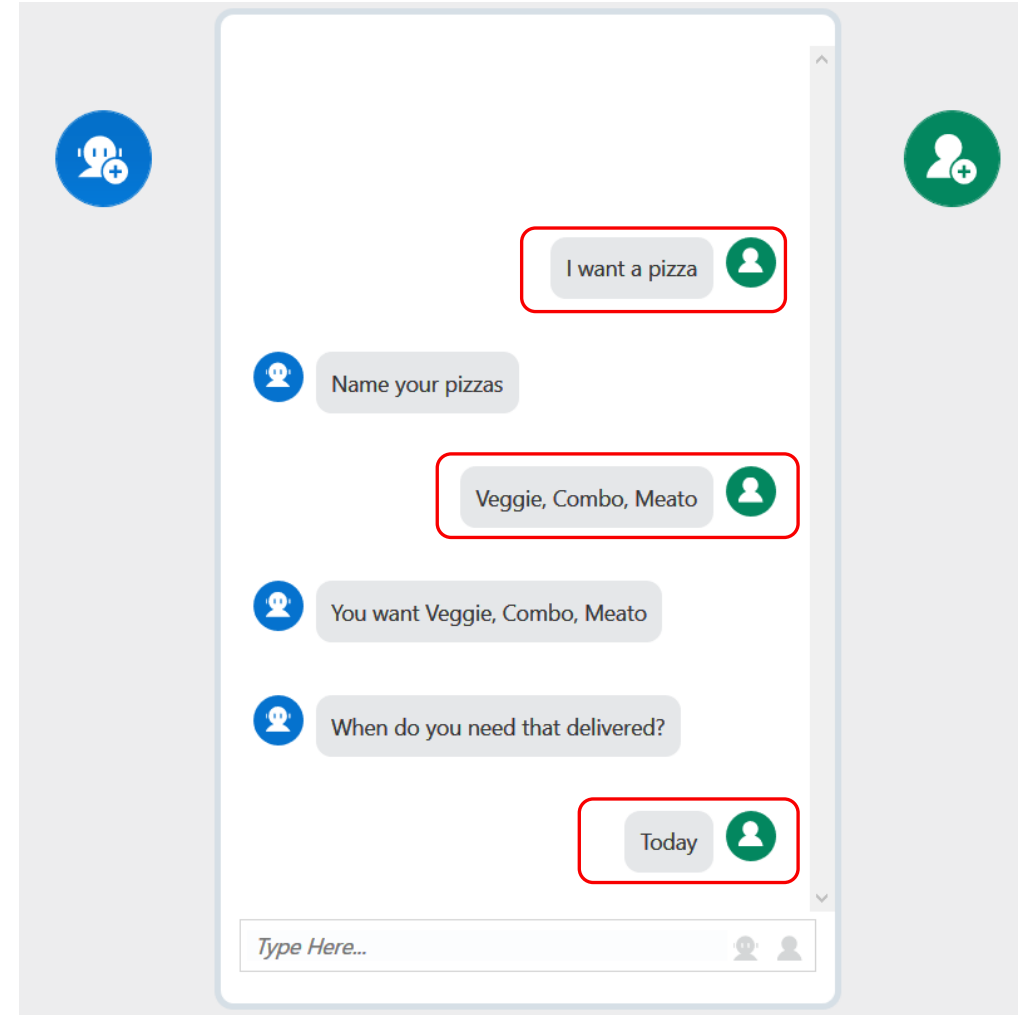 I want a pizza
Name your pizzas
Veggie, Combo, Meato
You want Veggie, Combo, Meato
When do you need that delivered?
Today
Type Here...